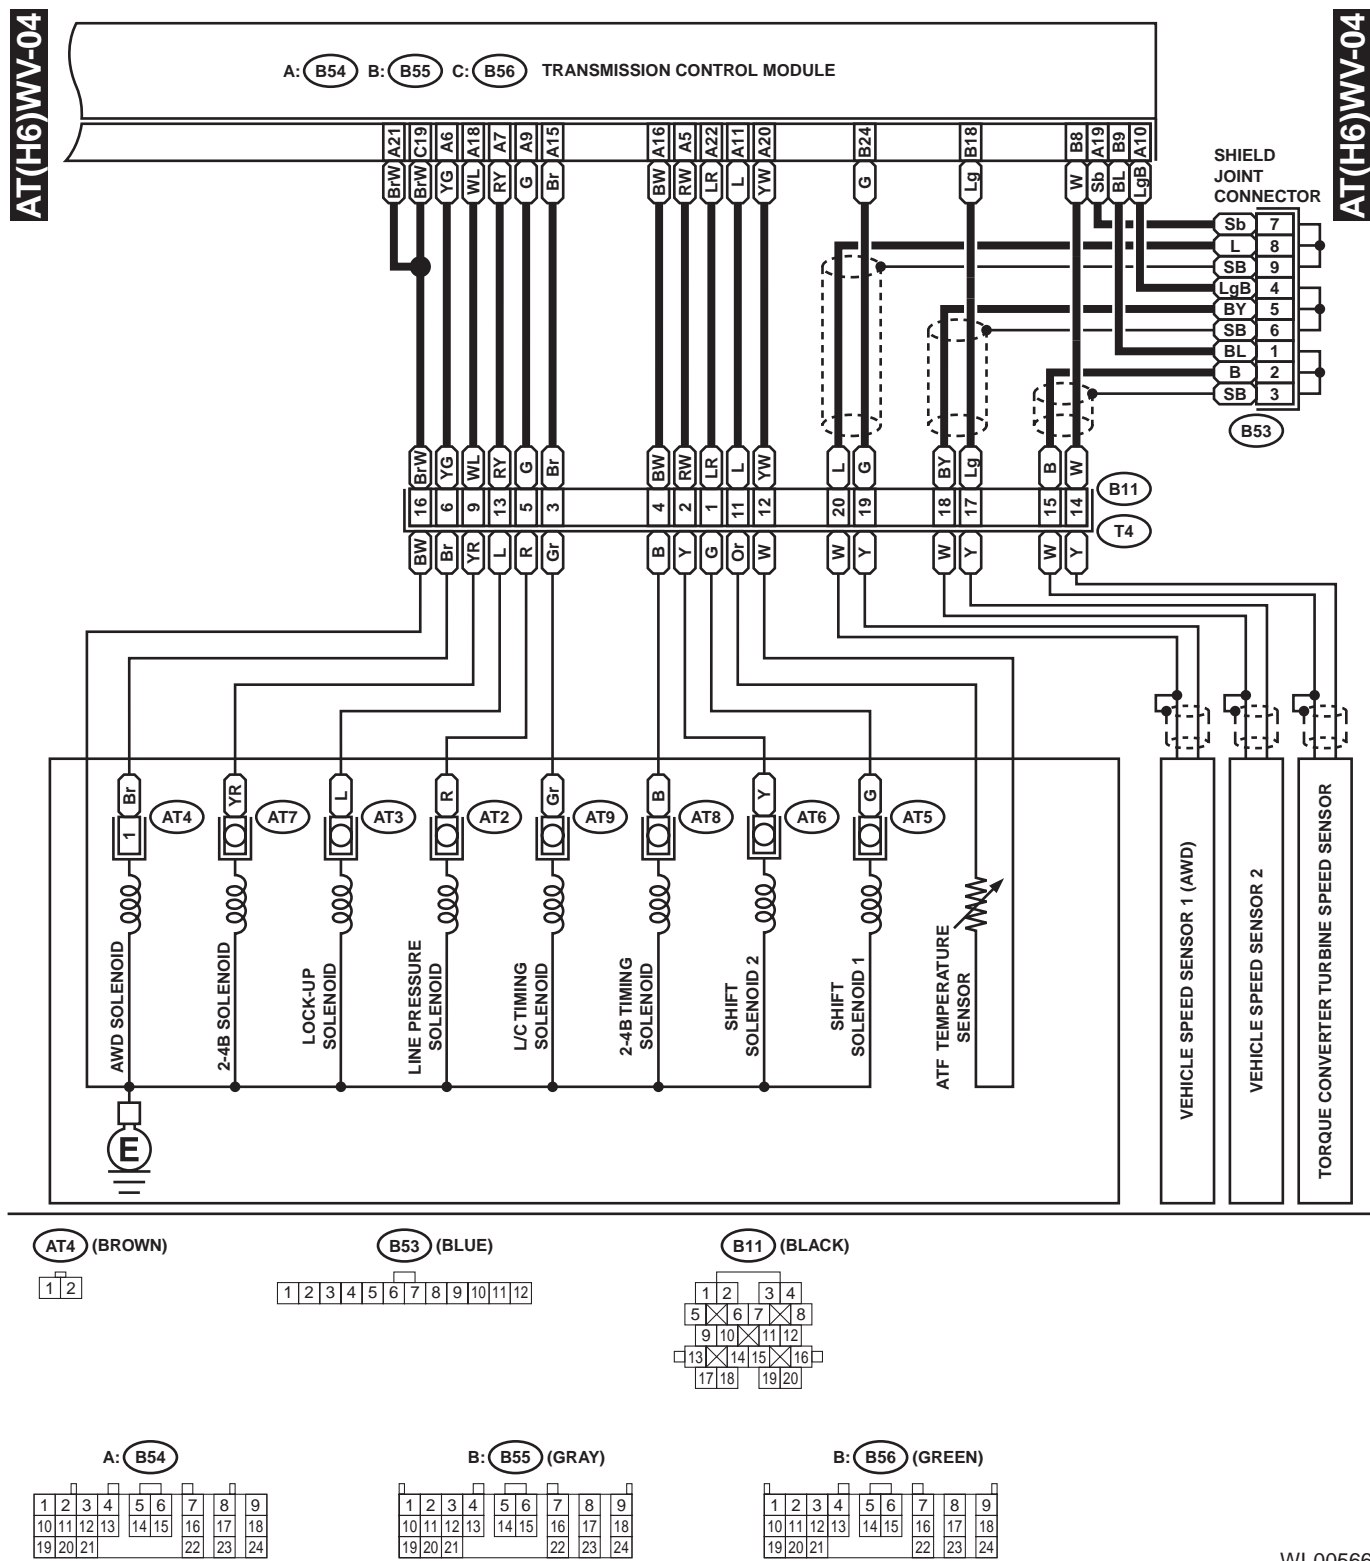 AT(H6)WV-04
AT(H6)WV-04
A: B54 B: B55 C: B56 TRANSMISSION CONTROL MODULE
A21 C19 A6 A18 A7 A9 A15 A16 A5 A22 A11 A20 B24 B18 B8 A19 B9 A10
BrW BrW YG WL RY G Br BW RW LR L YW G Lg W Sb BL LgB
SHIELD
JOINT
CONNECTOR
Sb 7
L 8
SB 9
LgB 4
BY 5
SB 6
BL 1
B 2
SB 3
B53
BrW YG WL RY G Br BW RW LR L YW L G BY Lg B W
16 6 9 13 5 3 4 2 1 11 12 20 19 18 17 15 14
B11
T4
BW Br YR L R Gr B Y G Or W W Y W Y W Y
Br YR L R Gr B Y G
1
AT4 AT7 AT3 AT2 AT9 AT8 AT6 AT5
AWD SOLENOID
2-4B SOLENOID
LOCK-UP
SOLENOID
LINE PRESSURE
SOLENOID
L/C TIMING
SOLENOID
2-4B TIMING
SOLENOID
SHIFT
SOLENOID 2
SHIFT
SOLENOID 1
ATF TEMPERATURE
SENSOR
VEHICLE SPEED SENSOR 1 (AWD)
VEHICLE SPEED SENSOR 2
TORQUE CONVERTER TURBINE SPEED SENSOR
E
AT4 (BROWN)
1 2
B53 (BLUE)
1 2 3 4 5 6 7 8 9 10 11 12
B11 (BLACK)
1 2 3 4
5 6 7 8
9 10 11 12
13 14 15 16
17 18 19 20
A: B54
1 2 3 4 5 6 7 8 9
10 11 12 13 14 15 16 17 18
19 20 21 22 23 24
B: B55 (GRAY)
1 2 3 4 5 6 7 8 9
10 11 12 13 14 15 16 17 18
19 20 21 22 23 24
B: B56 (GREEN)
1 2 3 4 5 6 7 8 9
10 11 12 13 14 15 16 17 18
19 20 21 22 23 24